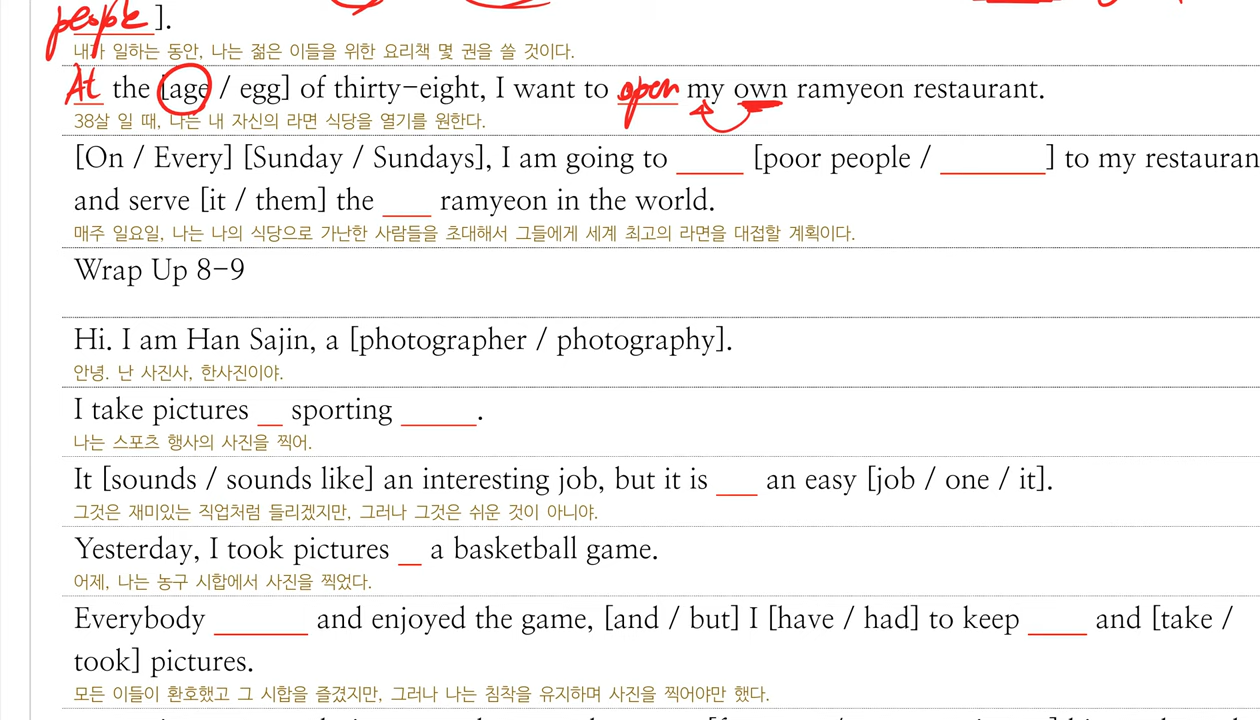 people ].
내가 일하는 동안, 나는 젊은 이들을 위한 요리책 몇 권을 쓸 것이다.
At the [age / egg] of thirty-eight, I want to open my own ramyeon restaurant.
38살 일 때, 나는 내 자신의 라면 식당을 열기를 원한다.
[On / Every] [Sunday / Sundays], I am going to _____ [poor people / ________] to my restauran
and serve [it / them] the ____ ramyeon in the world.
매주 일요일, 나는 나의 식당으로 가난한 사람들을 초대해서 그들에게 세계 최고의 라면을 대접할 계획이다.
Wrap Up 8-9
Hi. I am Han Sajin, a [photographer / photography].
안녕. 난 사진사, 한사진이야.
I take pictures __ sporting ______.
나는 스포츠 행사의 사진을 찍어.
It [sounds / sounds like] an interesting job, but it is ___ an easy [job / one / it].
그것은 재미있는 직업처럼 들리겠지만, 그러나 그것은 쉬운 것이 아니야.
Yesterday, I took pictures __ a basketball game.
어제, 나는 농구 시합에서 사진을 찍었다.
Everybody _______ and enjoyed the game, [and / but] I [have / had] to keep ____ and [take /
took] pictures.
모든 이들이 환호했고 그 시합을 즐겼지만, 그러나 나는 침착을 유지하며 사진을 찍어야만 했다.